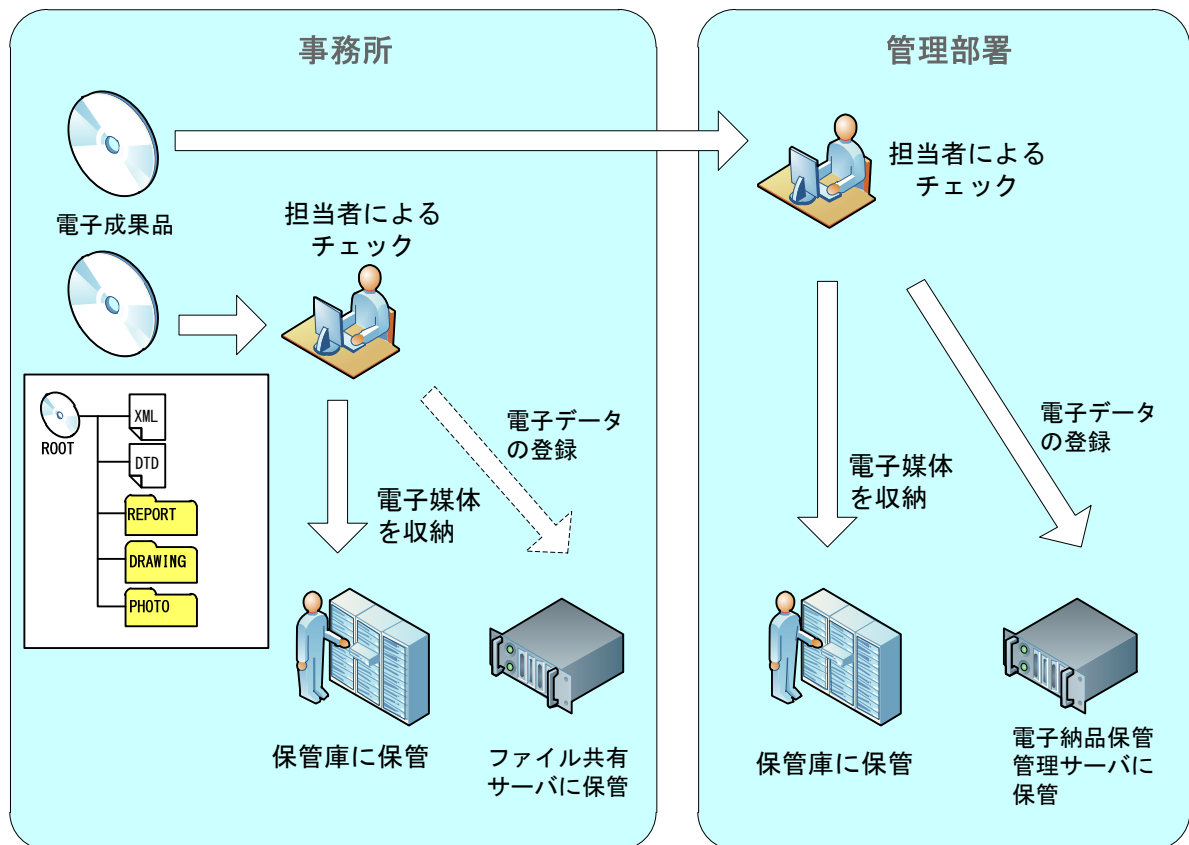 事務所
電子成果品
担当者による
チェック
ROOT
XML
DTD
REPORT
DRAWING
PHOTO
電子データ
の登録
電子媒体
を収納
保管庫に保管
ファイル共有
サーバに保管
管理部署
担当者による
チェック
電子データ
の登録
電子媒体
を収納
保管庫に保管
電子納品保管
管理サーバに
保管